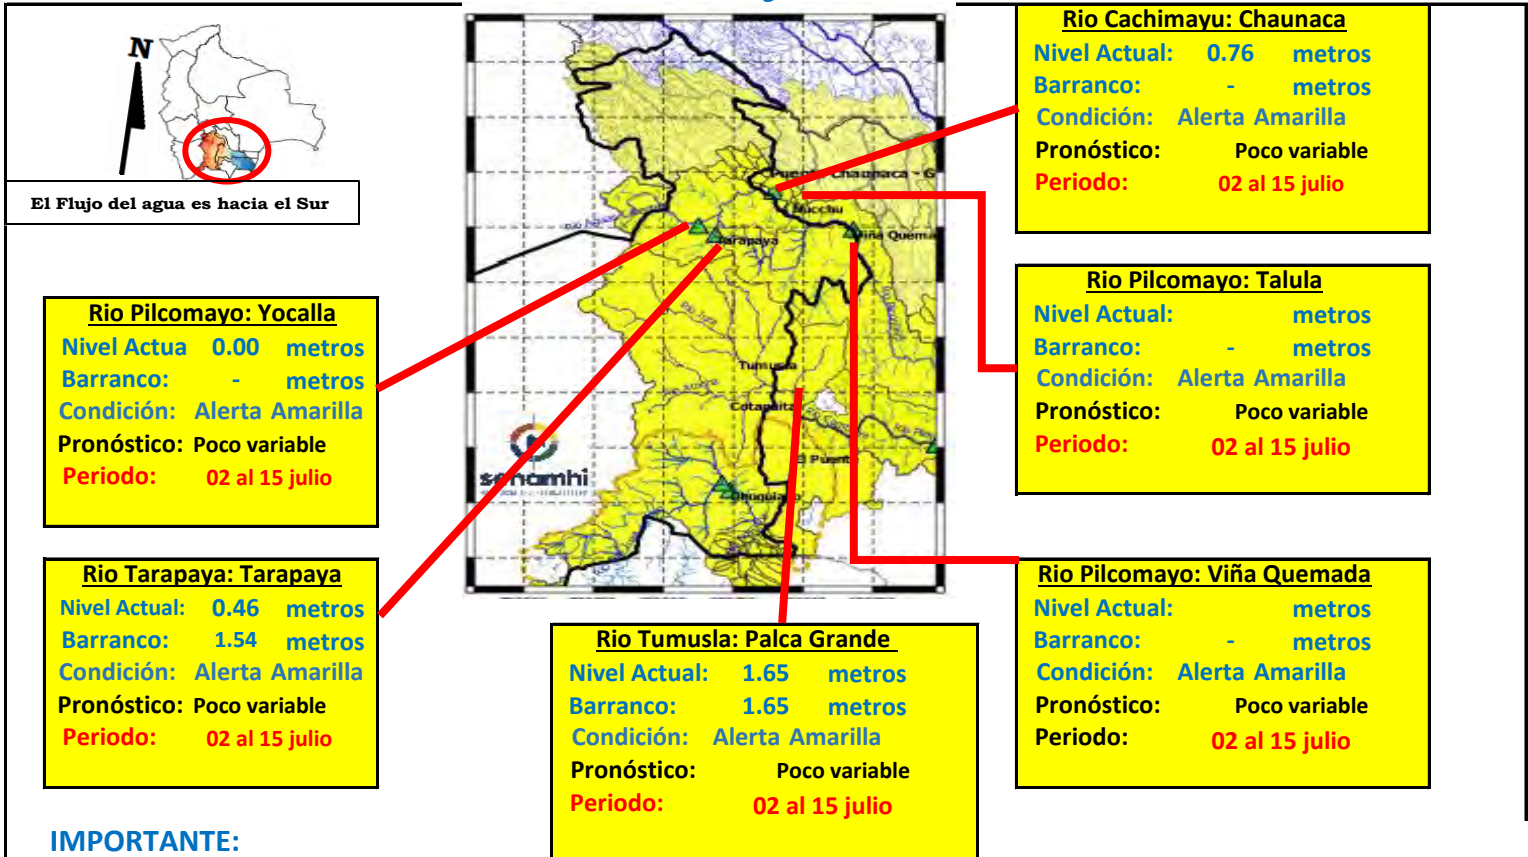 N
El Flujo del agua es hacia el Sur
Rio Cachimayu: Chaunaca
Nivel Actual: 0.76 metros
Barranco: - metros
Condición: Alerta Amarilla
Pronóstico: Poco variable
Periodo: 02 al 15 julio
Rio Pilcomayo: Talula
Nivel Actual: metros
Barranco: - metros
Condición: Alerta Amarilla
Pronóstico: Poco variable
Periodo: 02 al 15 julio
Rio Pilcomayo: Yocalla
Nivel Actua 0.00 metros
Barranco: - metros
Condición: Alerta Amarilla
Pronóstico: Poco variable
Periodo: 02 al 15 julio
Rio Tarapaya: Tarapaya
Nivel Actual: 0.46 metros
Barranco: 1.54 metros
Condición: Alerta Amarilla
Pronóstico: Poco variable
Periodo: 02 al 15 julio
Rio Tumusla: Palca Grande
Nivel Actual: 1.65 metros
Barranco: 1.65 metros
Condición: Alerta Amarilla
Pronóstico: Poco variable
Periodo: 02 al 15 julio
Rio Pilcomayo: Viña Quemada
Nivel Actual: metros
Barranco: - metros
Condición: Alerta Amarilla
Pronóstico: Poco variable
Periodo: 02 al 15 julio
Puente Chaunaca - G
Viña Quema
Tarapaya
Tumusla
Cotagaita
El Puente
senamhi
IMPORTANTE: